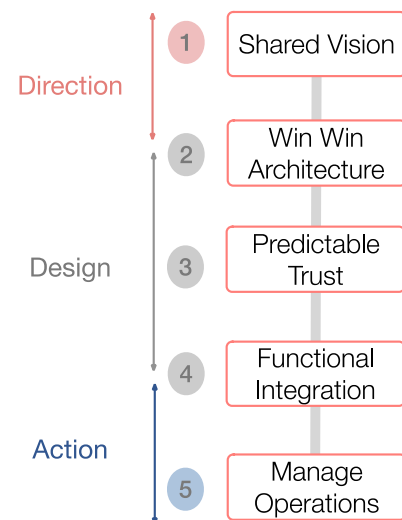 1
Shared Vision
Direction
2
Win Win
Architecture
Design
3
Predictable
Trust
4
Functional
Integration
Action
5
Manage
Operations